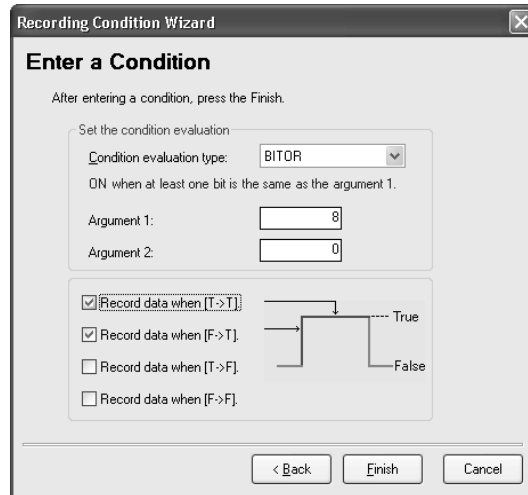 Recording Condition Wizard
Enter a Condition
After entering a condition, press the Finish.
Set the condition evaluation
Condition evaluation type: BITOR
ON when at least one bit is the same as the argument 1.
Argument 1: 8
Argument 2: 0
Record data when [T->T].
Record data when [F->T].
Record data when [T->F].
Record data when [F->F].
True
False
< Back Finish Cancel